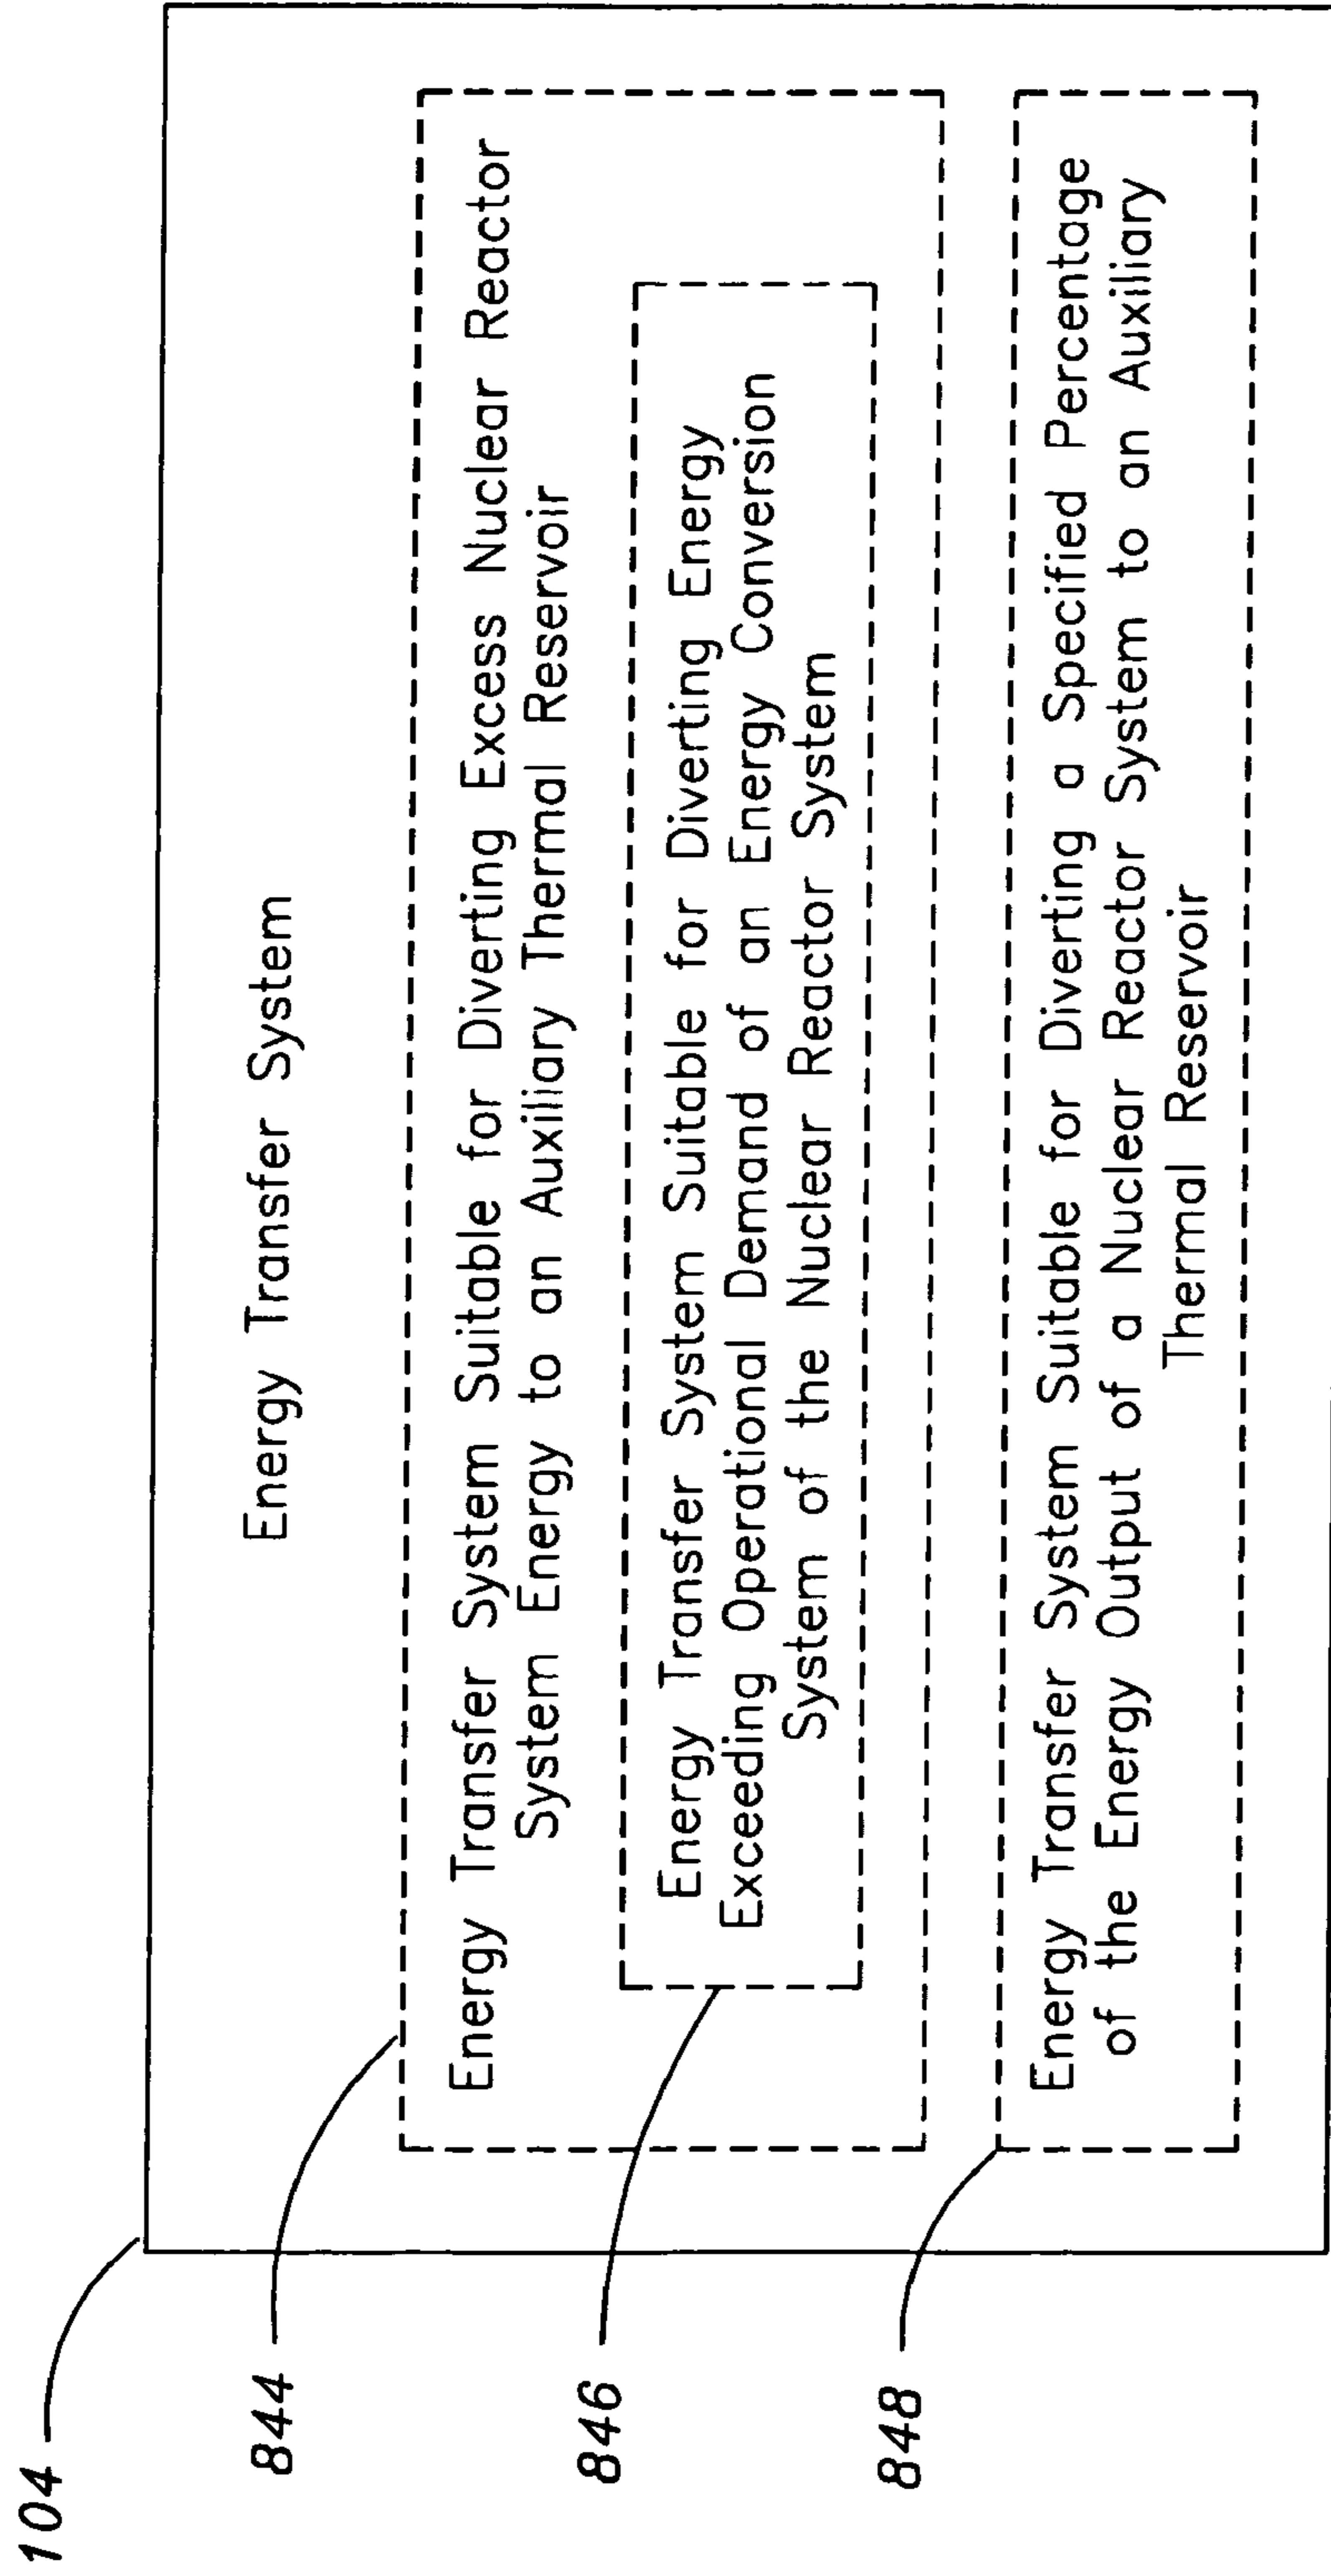 104
Energy Transfer System
844
Energy Transfer System Suitable for Diverting Excess Nuclear Reactor
System Energy to an Auxiliary Thermal Reservoir
846
Energy Transfer System Suitable for Diverting Energy
Exceeding Operational Demand of an Energy Conversion
System of the Nuclear Reactor System
848
Energy Transfer System Suitable for Diverting a Specified Percentage
of the Energy Output of a Nuclear Reactor System to an Auxiliary
Thermal Reservoir